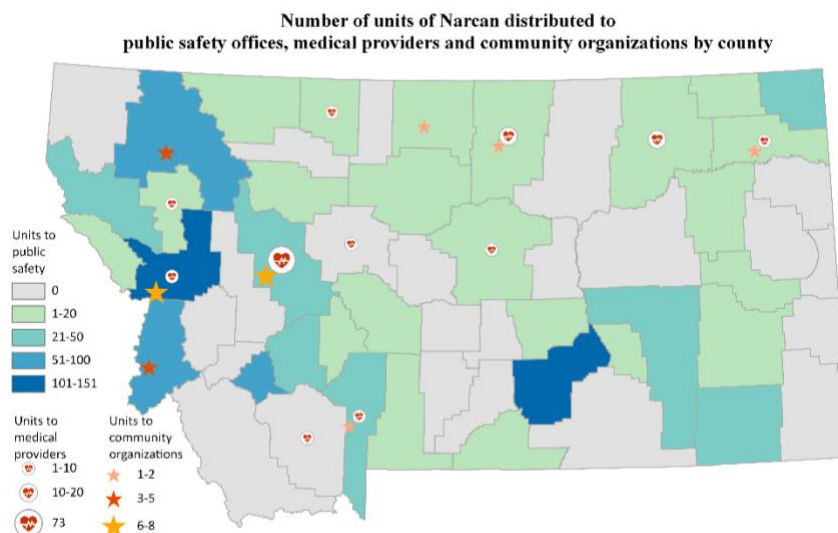 Number of units of Narcan distributed to
public safety offices, medical providers and community organizations by county
Units to
public
safety
0
1-20
21-50
51-100
101-151
Units to
medical
providers
1-10
10-20
73
Units to
community
organizations
1-2
3-5
6-8